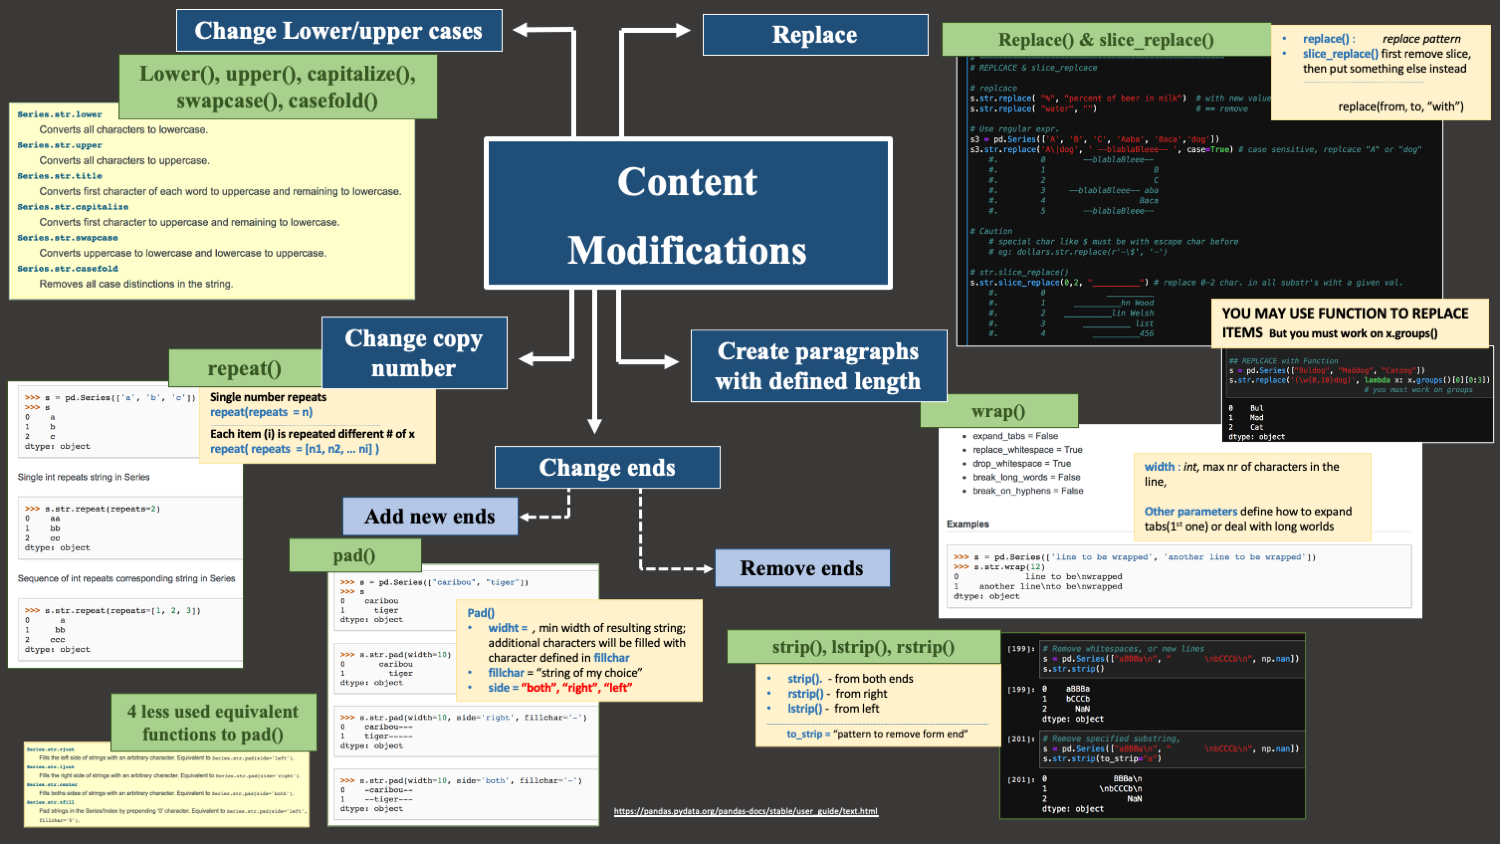 Change Lower/upper cases
Lower(), upper(), capitalize(),
swapcase(), casefold()
Series.str.lower
Converts all characters to lowercase.
Series.str.upper
Converts all characters to uppercase.
Series.str.title
Converts first character of each word to uppercase and remaining to lowercase.
Series.str.capitalize
Converts first character to uppercase and remaining to lowercase.
Series.str.swapcase
Converts uppercase to lowercase and lowercase to uppercase.
Series.str.casefold
Removes all case distinctions in the string.
Replace
Replace() & slice_replace()
• replace() : replace pattern
• slice_replace() first remove slice,
then put something else instead
replace(from, to, “with”)
# REPLCACE & slice_replcace
# replcace
s.str.replace( "%", "percent of beer in milk") # with new value
s.str.replace( "water", "") # == remove
# Use regular expr.
s3 = pd.Series(['A', 'B', 'C', 'Aaba', 'Baca','dog'])
s3.str.replace('A\|dog', ' --blablaBleee-- ', case=True) # case sensitive, replcace "A" or "dog"
#. 0 --blablaBleee--
#. 1 B
#. 2 C
#. 3 --blablaBleee-- aba
#. 4 Baca
#. 5 --blablaBleee--
# Caution
# special char like $ must be with escape char before
# eg: dollars.str.replace(r'-\$', '-')
# str.slice_replace()
s.str.slice_replace(0,2, "__________") # replace 0-2 char. in all substr's wiht a given val.
#. 0 __________
#. 1 __________hn Wood
#. 2 __________lin Welsh
#. 3 __________ list
#. 4 __________456
YOU MAY USE FUNCTION TO REPLACE
ITEMS But you must work on x.groups()
## REPLCACE with Function
s = pd.Series(["Buldog", "Maddog", "Catdog"])
s.str.replace('(\w{0,10}dog)', lambda x: x.groups()[0][0:3])
# you must work on groups
0 Bul
1 Mad
2 Cat
dtype: object
Content
Modifications
Change copy
number
repeat()
Single number repeats
repeat(repeats = n)
Each item (i) is repeated different # of x
repeat( repeats = [n1, n2, ... ni] )
>>> s = pd.Series(['a', 'b', 'c'])
>>> s
0 a
1 b
2 c
dtype: object
Single int repeats string in Series
>>> s.str.repeat(repeats=2)
0 aa
1 bb
2 cc
dtype: object
Sequence of int repeats corresponding string in Series
>>> s.str.repeat(repeats=[1, 2, 3])
0 a
1 bb
2 ccc
dtype: object
Create paragraphs
with defined length
wrap()
• expand_tabs = False
• replace_whitespace = True
• drop_whitespace = True
• break_long_words = False
• break_on_hyphens = False
width : int, max nr of characters in the
line,
Other parameters define how to expand
tabs(1st one) or deal with long worlds
Examples
>>> s = pd.Series(['line to be wrapped', 'another line to be wrapped'])
>>> s.str.wrap(12)
0 line to be\nwrapped
1 another line\nto be\nwrapped
dtype: object
Change ends
Add new ends
Remove ends
pad()
>>> s = pd.Series(["caribou", "tiger"])
>>> s
0 caribou
1 tiger
dtype: object
>>> s.str.pad(width=10)
0 caribou
1 tiger
dtype: object
>>> s.str.pad(width=10, side='right', fillchar='-')
0 caribou---
1 tiger-----
dtype: object
>>> s.str.pad(width=10, side='both', fillchar='-')
0 -caribou--
1 --tiger---
dtype: object
Pad()
• widht = , min width of resulting string;
additional characters will be filled with
character defined in fillchar
• fillchar = “string of my choice”
• side = “both”, “right”, “left”
4 less used equivalent
functions to pad()
Series.str.rjust
Fills the left side of strings with an arbitrary character. Equivalent to Series.str.pad(side='left').
Series.str.ljust
Fills the right side of strings with an arbitrary character. Equivalent to Series.str.pad(side='right').
Series.str.center
Fills boths sides of strings with an arbitrary character. Equivalent to Series.str.pad(side='both').
Series.str.zfill
Pad strings in the Series/Index by prepending '0' character. Equivalent to Series.str.pad(side='left',
fillchar='0').
strip(), lstrip(), rstrip()
• strip(). - from both ends
• rstrip() - from right
• lstrip() - from left
to_strip = “pattern to remove form end”
[199]: # Remove whitespaces, or new lines
s = pd.Series(["aBBBa\n", " \nbCCCb\n", np.nan])
s.str.strip()
[199]: 0 aBBBa
1 bCCCb
2 NaN
dtype: object
[201]: # Remove specified substring,
s = pd.Series(["aBBBa\n", " \nbCCCb\n", np.nan])
s.str.strip(to_strip="a")
[201]: 0 BBBa\n
1 \nbCCCb\n
2 NaN
dtype: object
https://pandas.pydata.org/pandas-docs/stable/user_guide/text.html